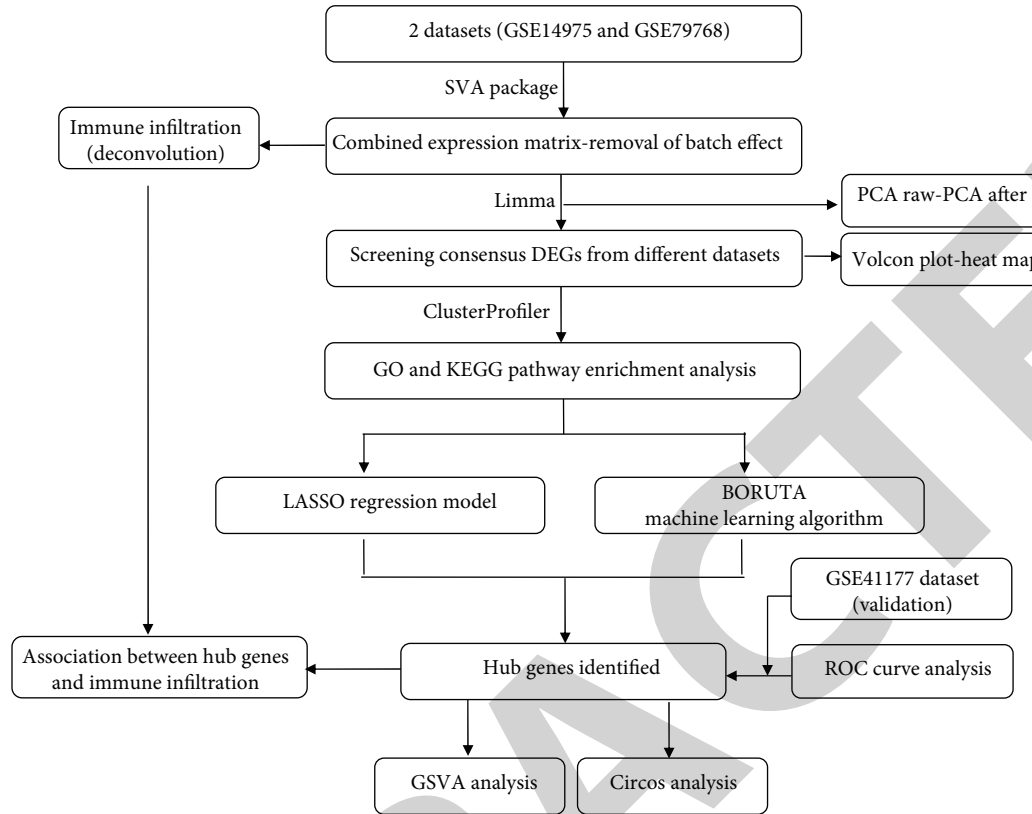 2 datasets (GSE14975 and GSE79768)
SVA package
Immune infiltration
(deconvolution)
Combined expression matrix-removal of batch effect
Limma
PCA raw-PCA after
Screening consensus DEGs from different datasets
Volcon plot-heat map
ClusterProfiler
GO and KEGG pathway enrichment analysis
LASSO regression model
BORUTA
machine learning algorithm
GSE41177 dataset
(validation)
Association between hub genes
and immune infiltration
Hub genes identified
ROC curve analysis
GSVA analysis
Circos analysis